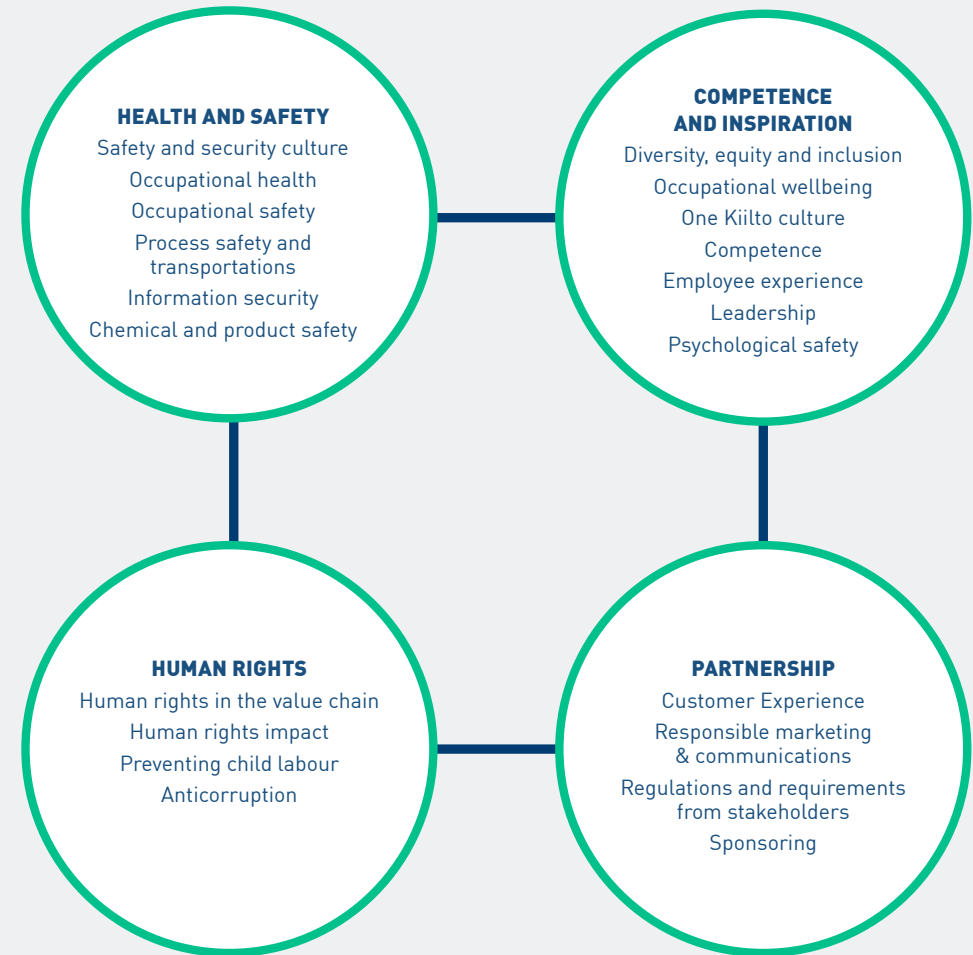 HEALTH AND SAFETY
Safety and security culture
Occupational health
Occupational safety
Process safety and
transportations
Information security
Chemical and product safety
COMPETENCE
AND INSPIRATION
Diversity, equity and inclusion
Occupational wellbeing
One Kiilto culture
Competence
Employee experience
Leadership
Psychological safety
HUMAN RIGHTS
Human rights in the value chain
Human rights impact
Preventing child labour
Anticorruption
PARTNERSHIP
Customer Experience
Responsible marketing
& communications
Regulations and requirements
from stakeholders
Sponsoring